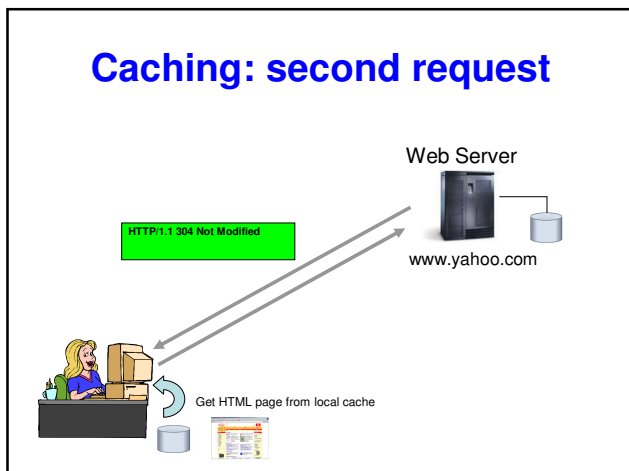 Caching: second request
Web Server
HTTP/1.1 304 Not Modified
www.yahoo.com
Get HTML page from local cache